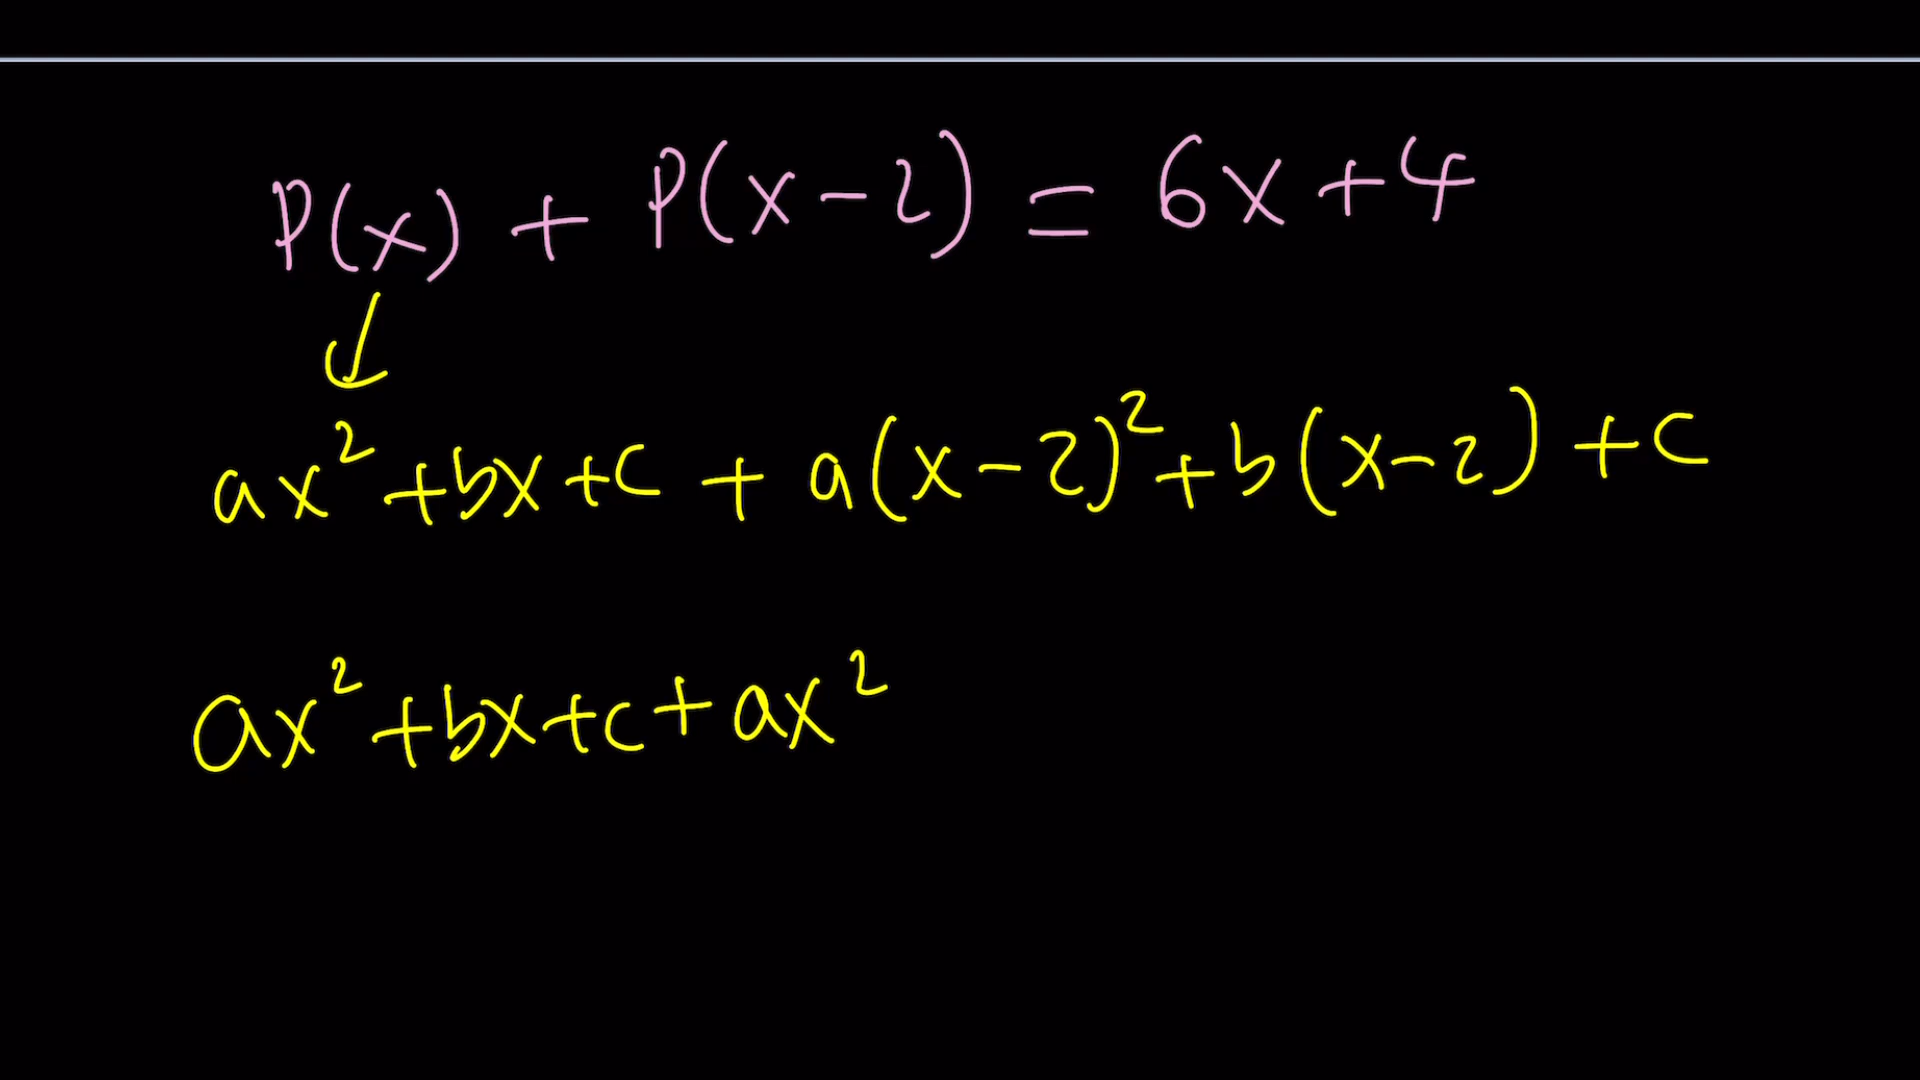 P(x) + P(x-2) = 6x+4
ax² +bx+c + a(x-2)²+b(x-2)+c
ax²+bx+c+ax²